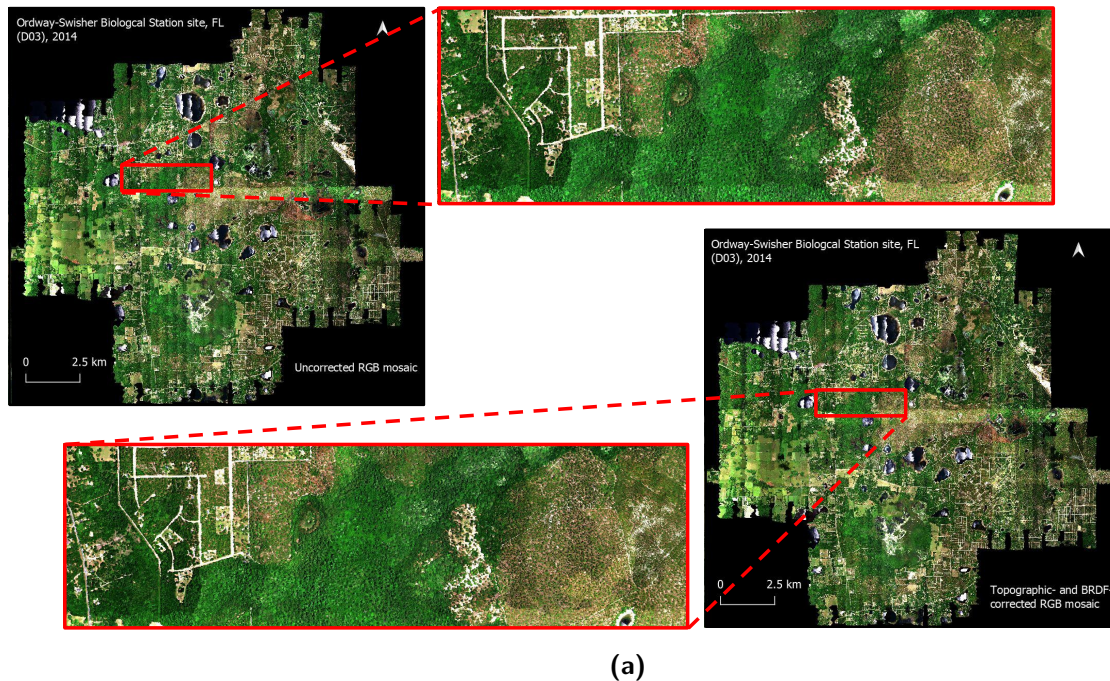 Ordway-Swisher Biologcal Station site, FL
(D03), 2014
0 2.5 km
Uncorrected RGB mosaic
Ordway-Swisher Biologcal Station site, FL
(D03), 2014
0 2.5 km
Topographic- and BRDF-
corrected RGB mosaic
(a)